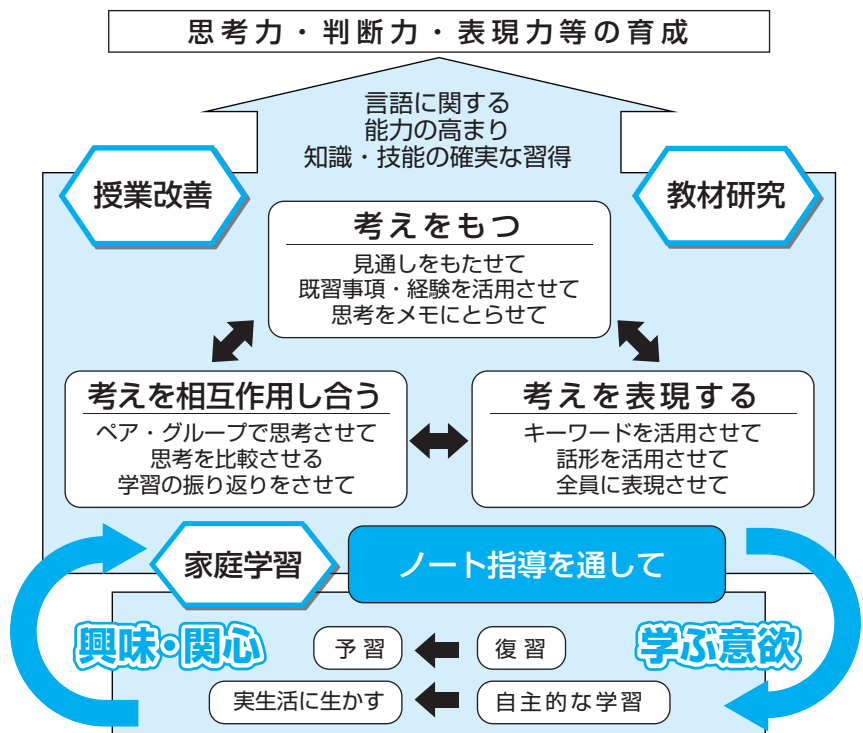 思考力・判断力・表現力等の育成
言語に関する
能力の高まり
知識・技能の確実な習得
授業改善
教材研究
考えをもつ
見通しをもたせて
既習事項・経験を活用させて
思考をメモにとらせて
考えを相互作用し合う
ペア・グループで思考させて
思考を比較させる
学習の振り返りをさせて
考えを表現する
キーワードを活用させて
話形を活用させて
全員に表現させて
家庭学習
ノート指導を通して
興味・関心
学ぶ意欲
予習
復習
実生活に生かす
自主的な学習